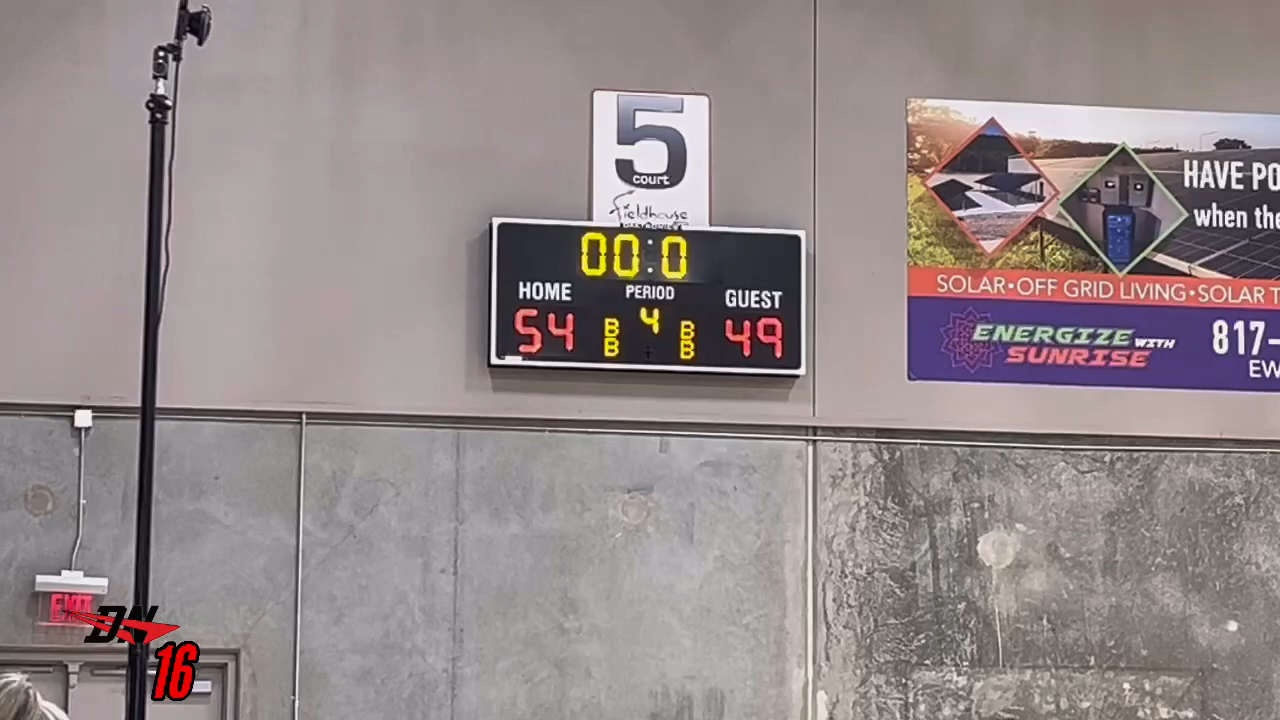 5
court
Fieldhouse
DAKTRONICS
00:0
HOME
PERIOD
GUEST
54
B
B
4
B
B
49
HAVE PO
when the
SOLAR•OFF GRID LIVING•SOLAR T
ENERGIZE WITH
SUNRISE
817-
EW
EXIT
DN
16